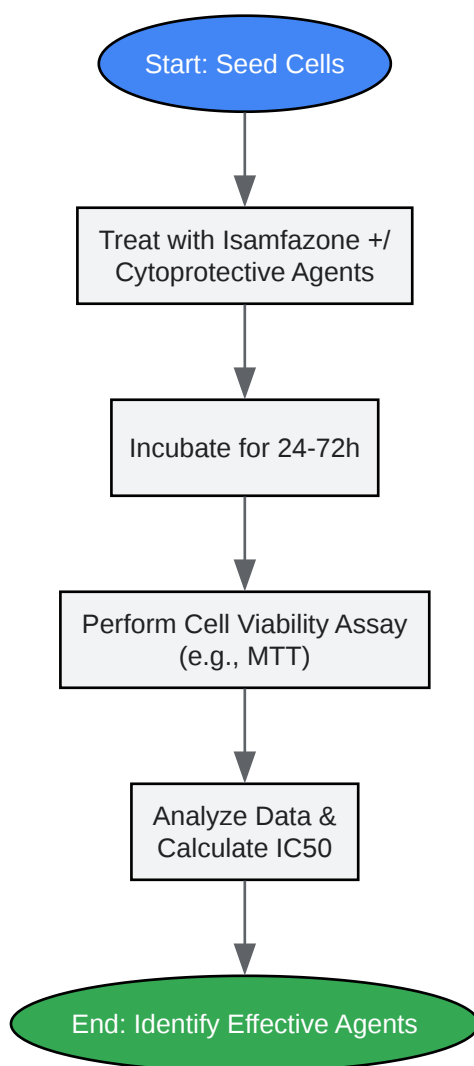 Start: Seed Cells
Treat with Isamfazone +/
Cytoprotective Agents
Incubate for 24-72h
Perform Cell Viability Assay
(e.g., MTT)
Analyze Data &
Calculate IC50
End: Identify Effective Agents